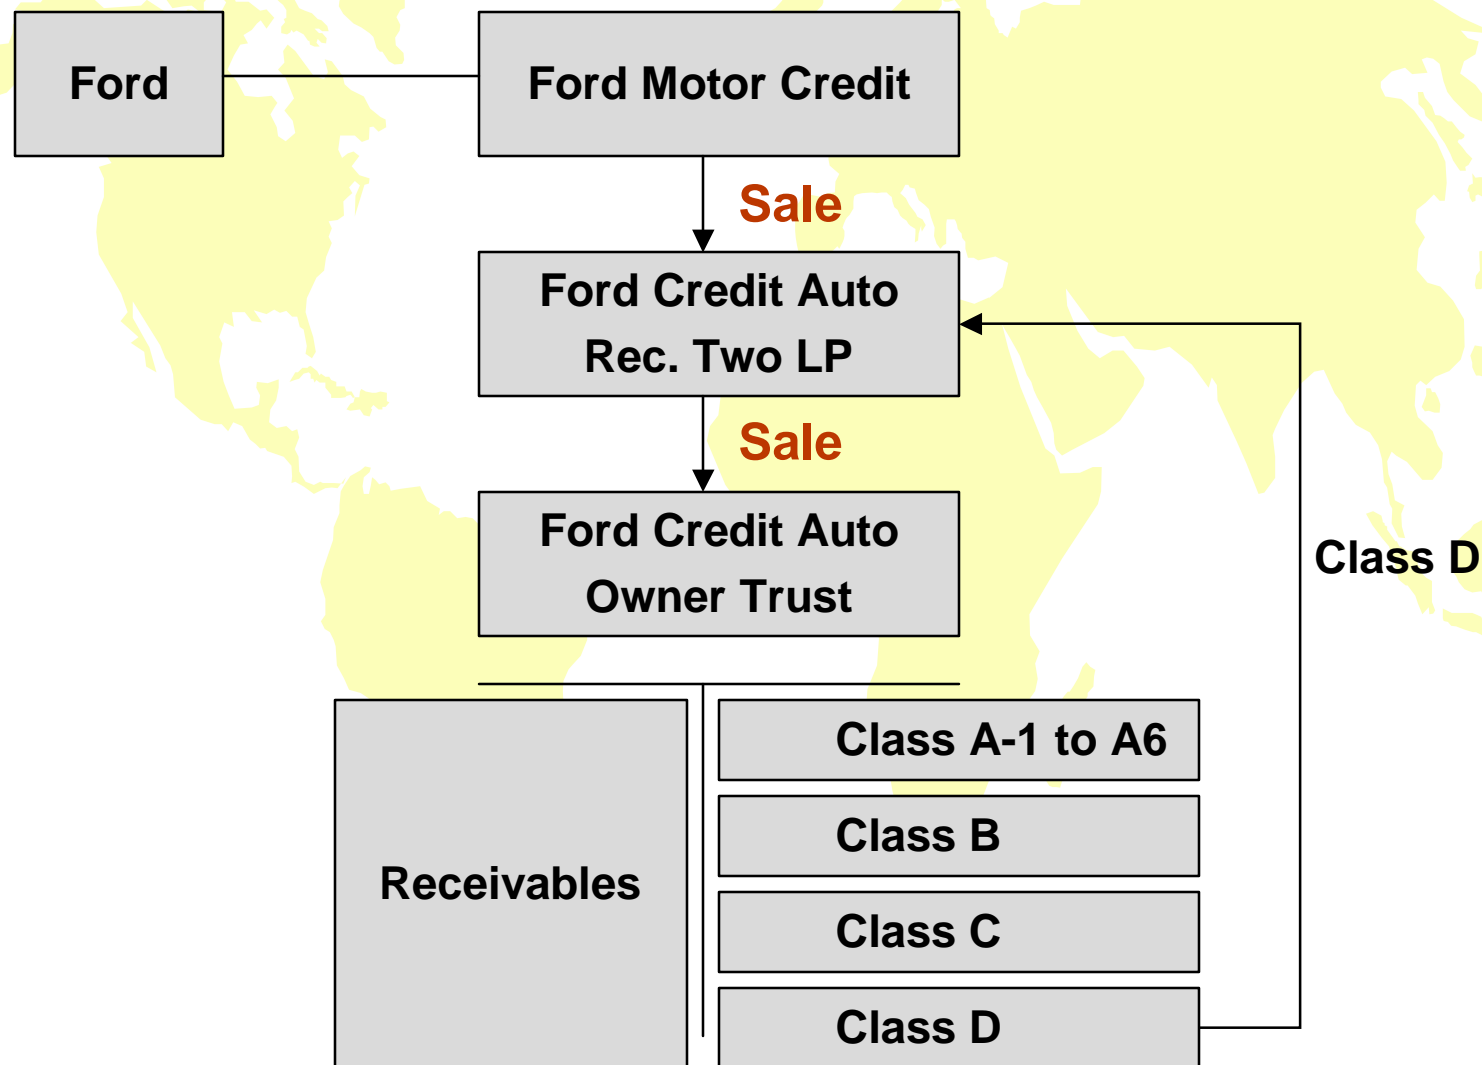 Ford
Ford Motor Credit
Sale
Ford Credit Auto
Rec. Two LP
Sale
Ford Credit Auto
Owner Trust
Class D
Receivables
Class A-1 to A6
Class B
Class C
Class D